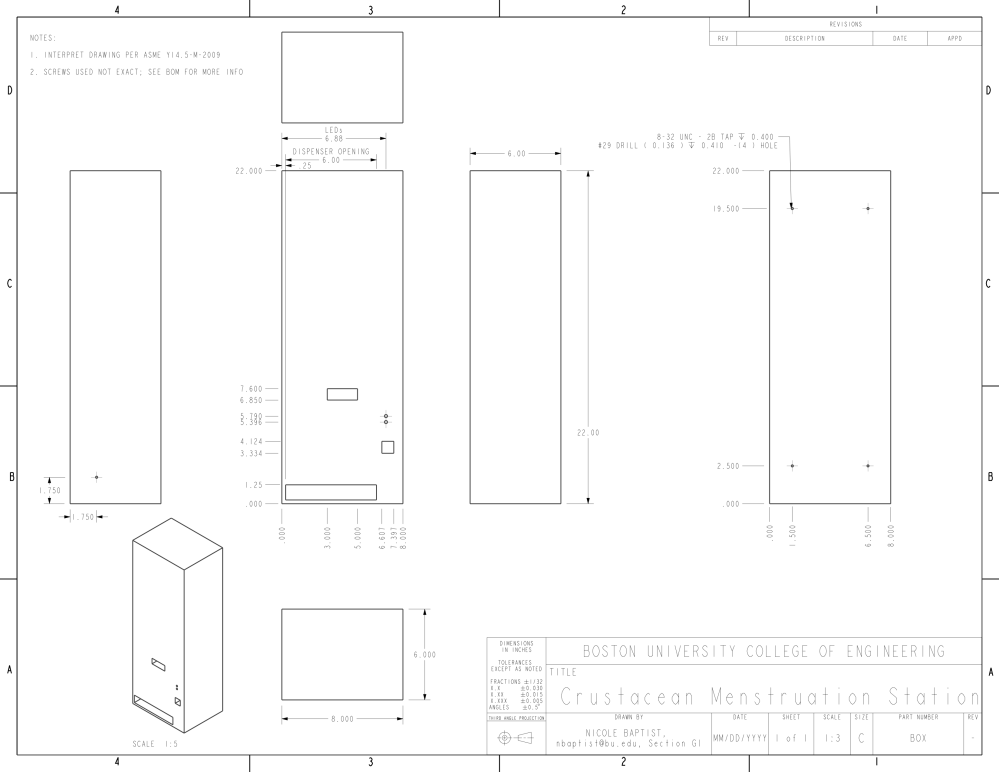 4
3
2
1
REVISIONS
REV DESCRIPTION DATE APPD
NOTES:
1. INTERPRET DRAWING PER ASME Y14.5-M-2009
2. SCREWS USED NOT EXACT; SEE BOM FOR MORE INFO
D
D
LEDs
6.88
DISPENSER OPENING
6.00
.25
22.000
6.00
8-32 UNC - 2B TAP ↧ 0.400
#29 DRILL ( 0.136 ) ↧ 0.410 -(4 ) HOLE
22.000
19.500
C
C
7.600
6.850
5.790
5.396
4.124
3.334
1.25
.000
22.00
2.500
.000
B
B
1.750
1.750
.000
3.000
5.000
6.607
7.397
8.000
.000
1.500
6.500
8.000
6.000
8.000
SCALE 1:5
A
A
DIMENSIONS
IN INCHES
TOLERANCES
EXCEPT AS NOTED
FRACTIONS ±1/32
X.X ±0.030
X.XX ±0.015
X.XXX ±0.005
ANGLES ±0.5°
THIRD ANGLE PROJECTION
BOSTON UNIVERSITY COLLEGE OF ENGINEERING
TITLE
Crustacean Menstruation Station
DRAWN BY
NICOLE BAPTIST,
nbaptist@bu.edu, Section G1
DATE
MM/DD/YYYY
SHEET
1 of 1
SCALE
1:3
SIZE
C
PART NUMBER
BOX
REV
-
4
3
2
1